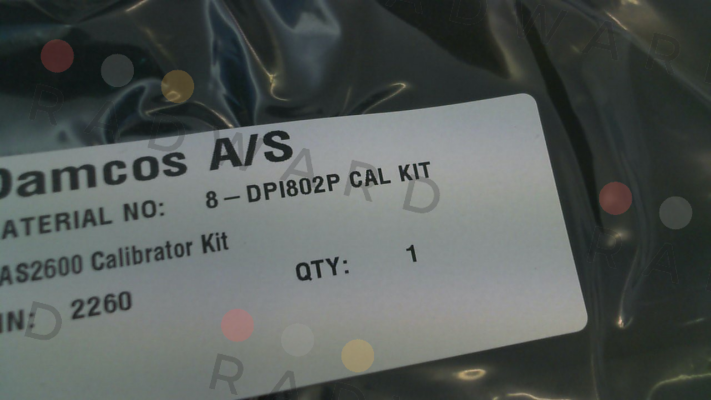 Damcos A/S
ATERIAL NO: 8-DPI802P CAL KIT
AS2600 Calibrator Kit
QTY: 1
IN: 2260